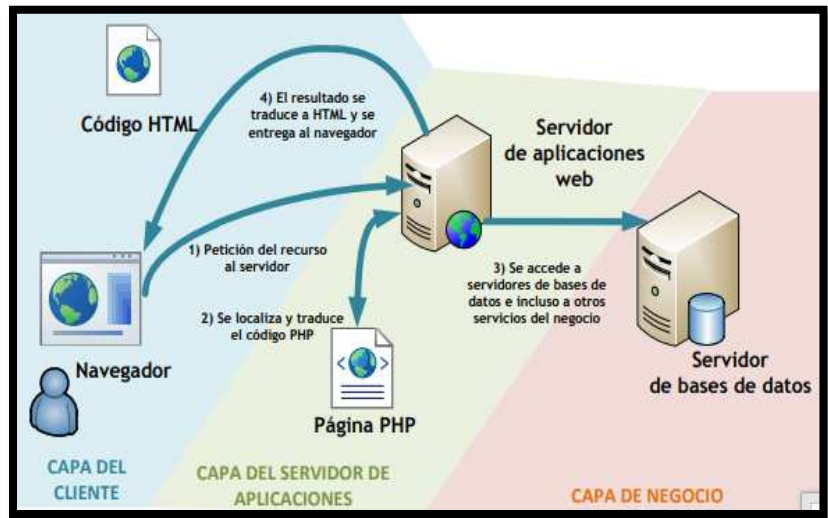 Código HTML
4) El resultado se
traduce a HTML y se
entrega al navegador
Servidor
de aplicaciones
web
1) Petición del recurso
al servidor
2) Se localiza y traduce
el código PHP
3) Se accede a
servidores de bases de
datos e incluso a otros
servicios del negocio
Navegador
Página PHP
Servidor
de bases de datos
CAPA DEL
CLIENTE
CAPA DEL SERVIDOR DE
APLICACIONES
CAPA DE NEGOCIO